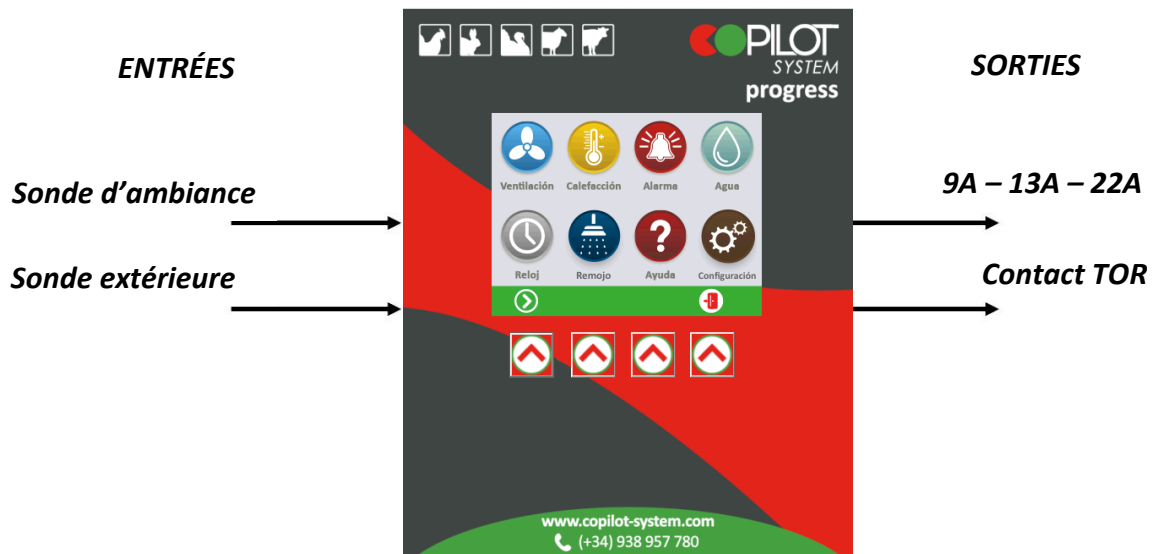 ENTRÉES
Sonde d’ambiance
Sonde extérieure
COPILOT
SYSTEM
progress
Ventilación Calefacción Alarma Agua
Reloj Remojo Ayuda Configuración
www.copilot-system.com
(+34) 938 957 780
SORTIES
9A – 13A – 22A
Contact TOR